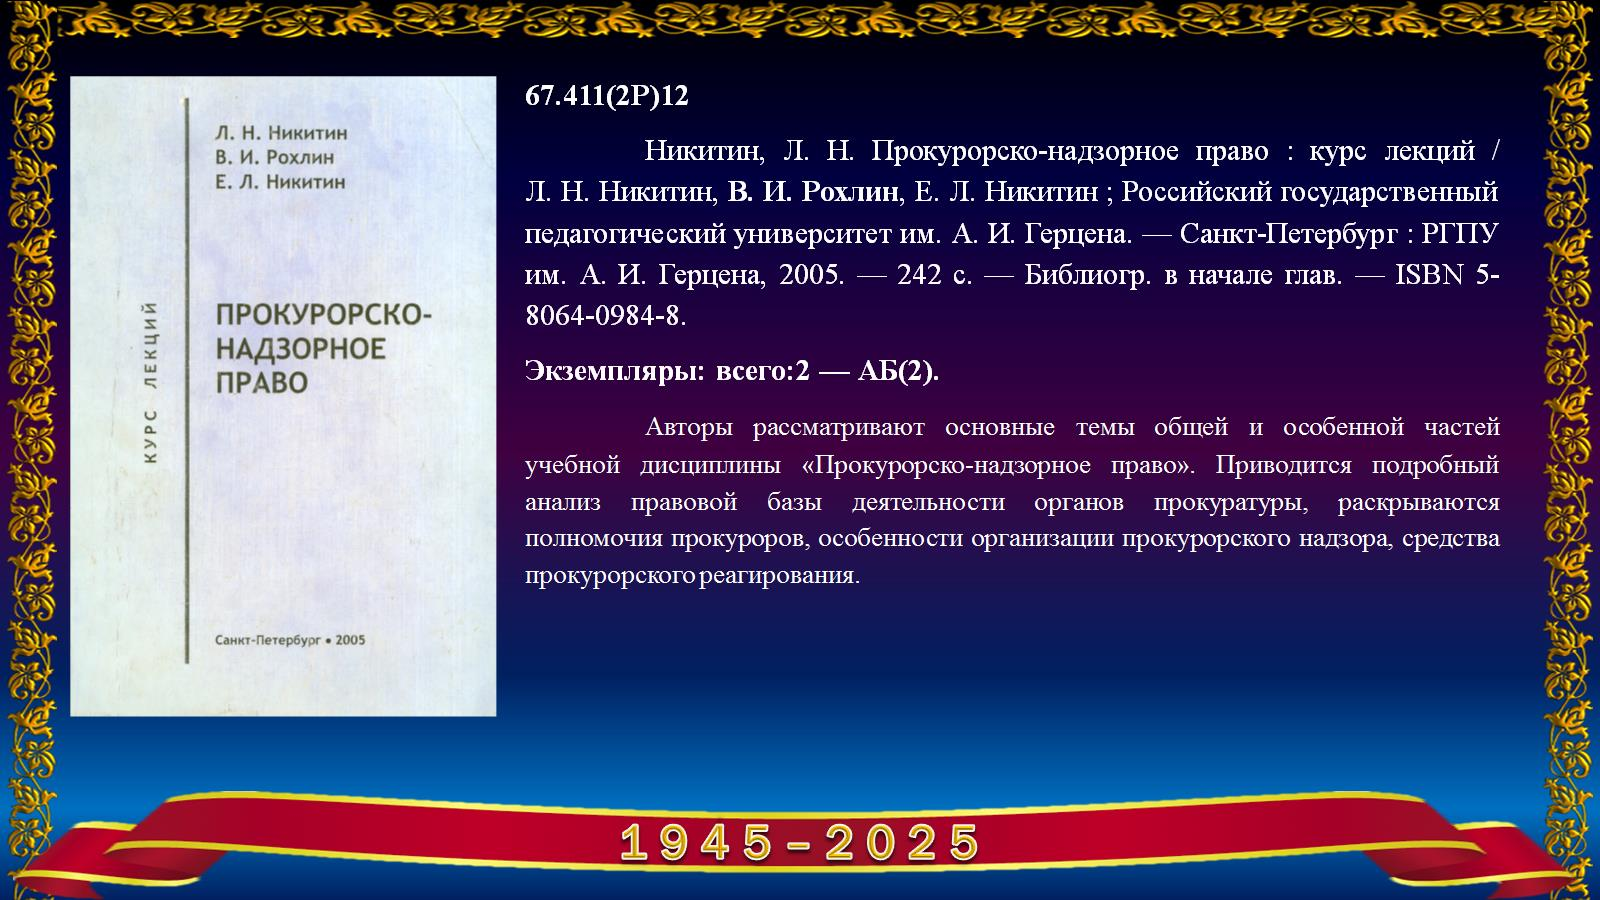 Л. Н. Никитин
В. И. Рохлин
Е. Л. Никитин
КУРС ЛЕКЦИЙ
ПРОКУРОРСКО-
НАДЗОРНОЕ
ПРАВО
Санкт-Петербург • 2005
67.411(2Р)12
Никитин, Л. Н. Прокурорско-надзорное право : курс лекций /
Л. Н. Никитин, В. И. Рохлин, Е. Л. Никитин ; Российский государственный
педагогический университет им. А. И. Герцена. — Санкт-Петербург : РГПУ
им. А. И. Герцена, 2005. — 242 с. — Библиогр. в начале глав. — ISBN 5-
8064-0984-8.
Экземпляры: всего:2 — АБ(2).
Авторы рассматривают основные темы общей и особенной частей
учебной дисциплины «Прокурорско-надзорное право». Приводится подробный
анализ правовой базы деятельности органов прокуратуры, раскрываются
полномочия прокуроров, особенности организации прокурорского надзора, средства
прокурорского реагирования.
1945–2025